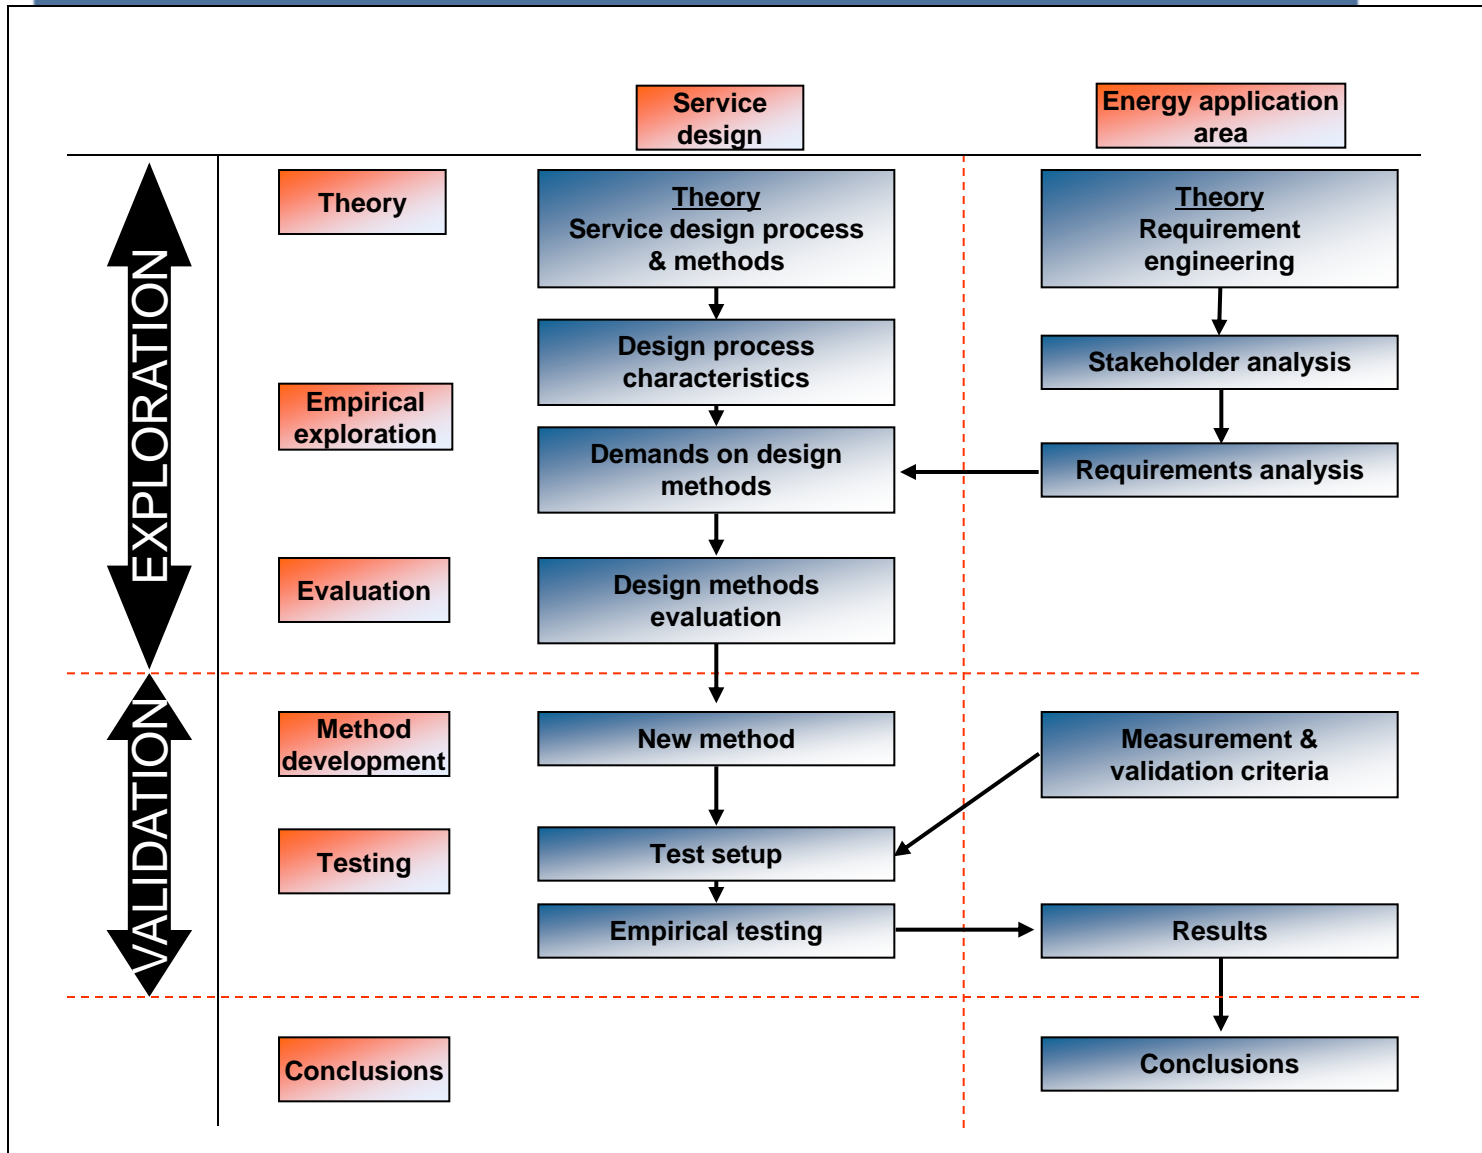 Service
design
Energy application
area
EXPLORATION
Theory
Theory
Service design process
& methods
Theory
Requirement
engineering
Design process
characteristics
Stakeholder analysis
Empirical
exploration
Demands on design
methods
Requirements analysis
Evaluation
Design methods
evaluation
VALIDATION
Method
development
New method
Measurement &
validation criteria
Testing
Test setup
Empirical testing
Results
Conclusions
Conclusions